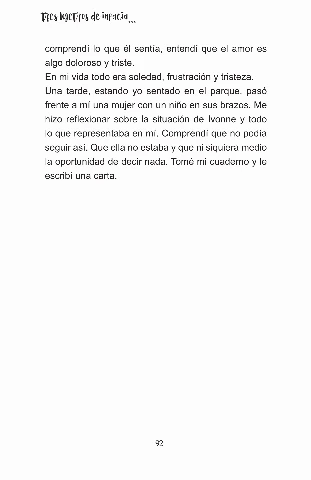 Tres hectáreas de infancia...
comprendí lo que él sentía, entendí que el amor es
algo doloroso y triste.
En mi vida todo era soledad, frustración y tristeza.
Una tarde, estando yo sentado en el parque, pasó
frente a mí una mujer con un niño en sus brazos. Me
hizo reflexionar sobre la situación de Ivonne y todo
lo que representaba en mí. Comprendí que no podía
seguir así. Que ella no estaba y que ni siquiera medio
la oportunidad de decir nada. Tomé mi cuaderno y le
escribí una carta.
92